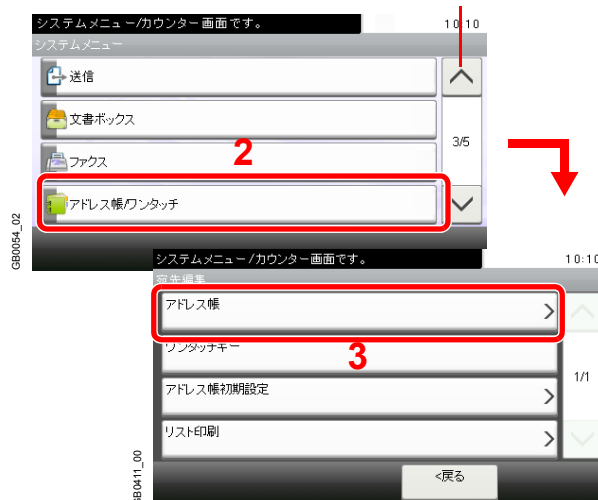 システムメニュー/カウンター画面です。
10:10
システムメニュー
送信
文書ボックス
ファクス
アドレス帳/ワンタッチ
3/5
2
GB0054_02
システムメニュー/カウンター画面です。
10:10
宛先編集
アドレス帳
ワンタッチキー
アドレス帳初期設定
リスト印刷
1/1
3
<戻る
GB0411_00